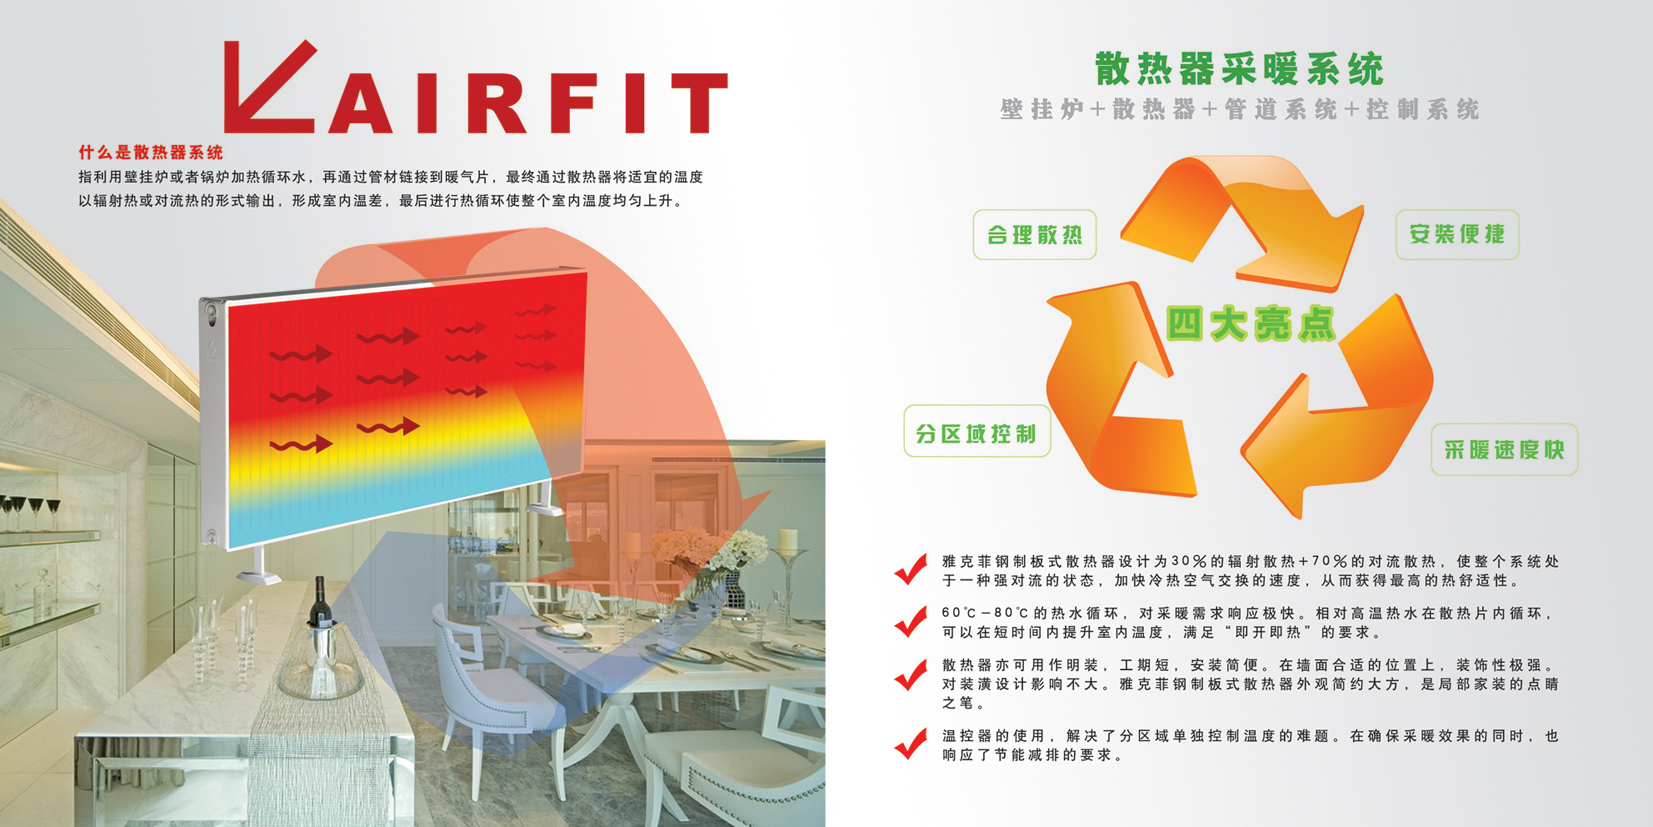 AIRFIT
什么是散热器系统
指利用壁挂炉或者锅炉加热循环水，再通过管材链接到暖气片，最终通过散热器将适宜的温度
以辐射热或对流热的形式输出，形成室内温差，最后进行热循环使整个室内温度均匀上升。
散热器采暖系统
壁挂炉+散热器+管道系统+控制系统
合理散热
安装便捷
四大亮点
分区域控制
采暖速度快
雅克菲钢制板式散热器设计为30%的辐射散热+70%的对流散热，使整个系统处
于一种强对流的状态，加快冷热空气交换的速度，从而获得最高的热舒适性。
60℃－80℃的热水循环，对采暖需求响应极快。相对高温热水在散热片内循环，
可以在短时间内提升室内温度，满足“即开即热”的要求。
散热器亦可用作明装，工期短，安装简便。在墙面合适的位置上，装饰性极强。
对装潢设计影响不大。雅克菲钢制板式散热器外观简约大方，是局部家装的点睛
之笔。
温控器的使用，解决了分区域单独控制温度的难题。在确保采暖效果的同时，也
响应了节能减排的要求。